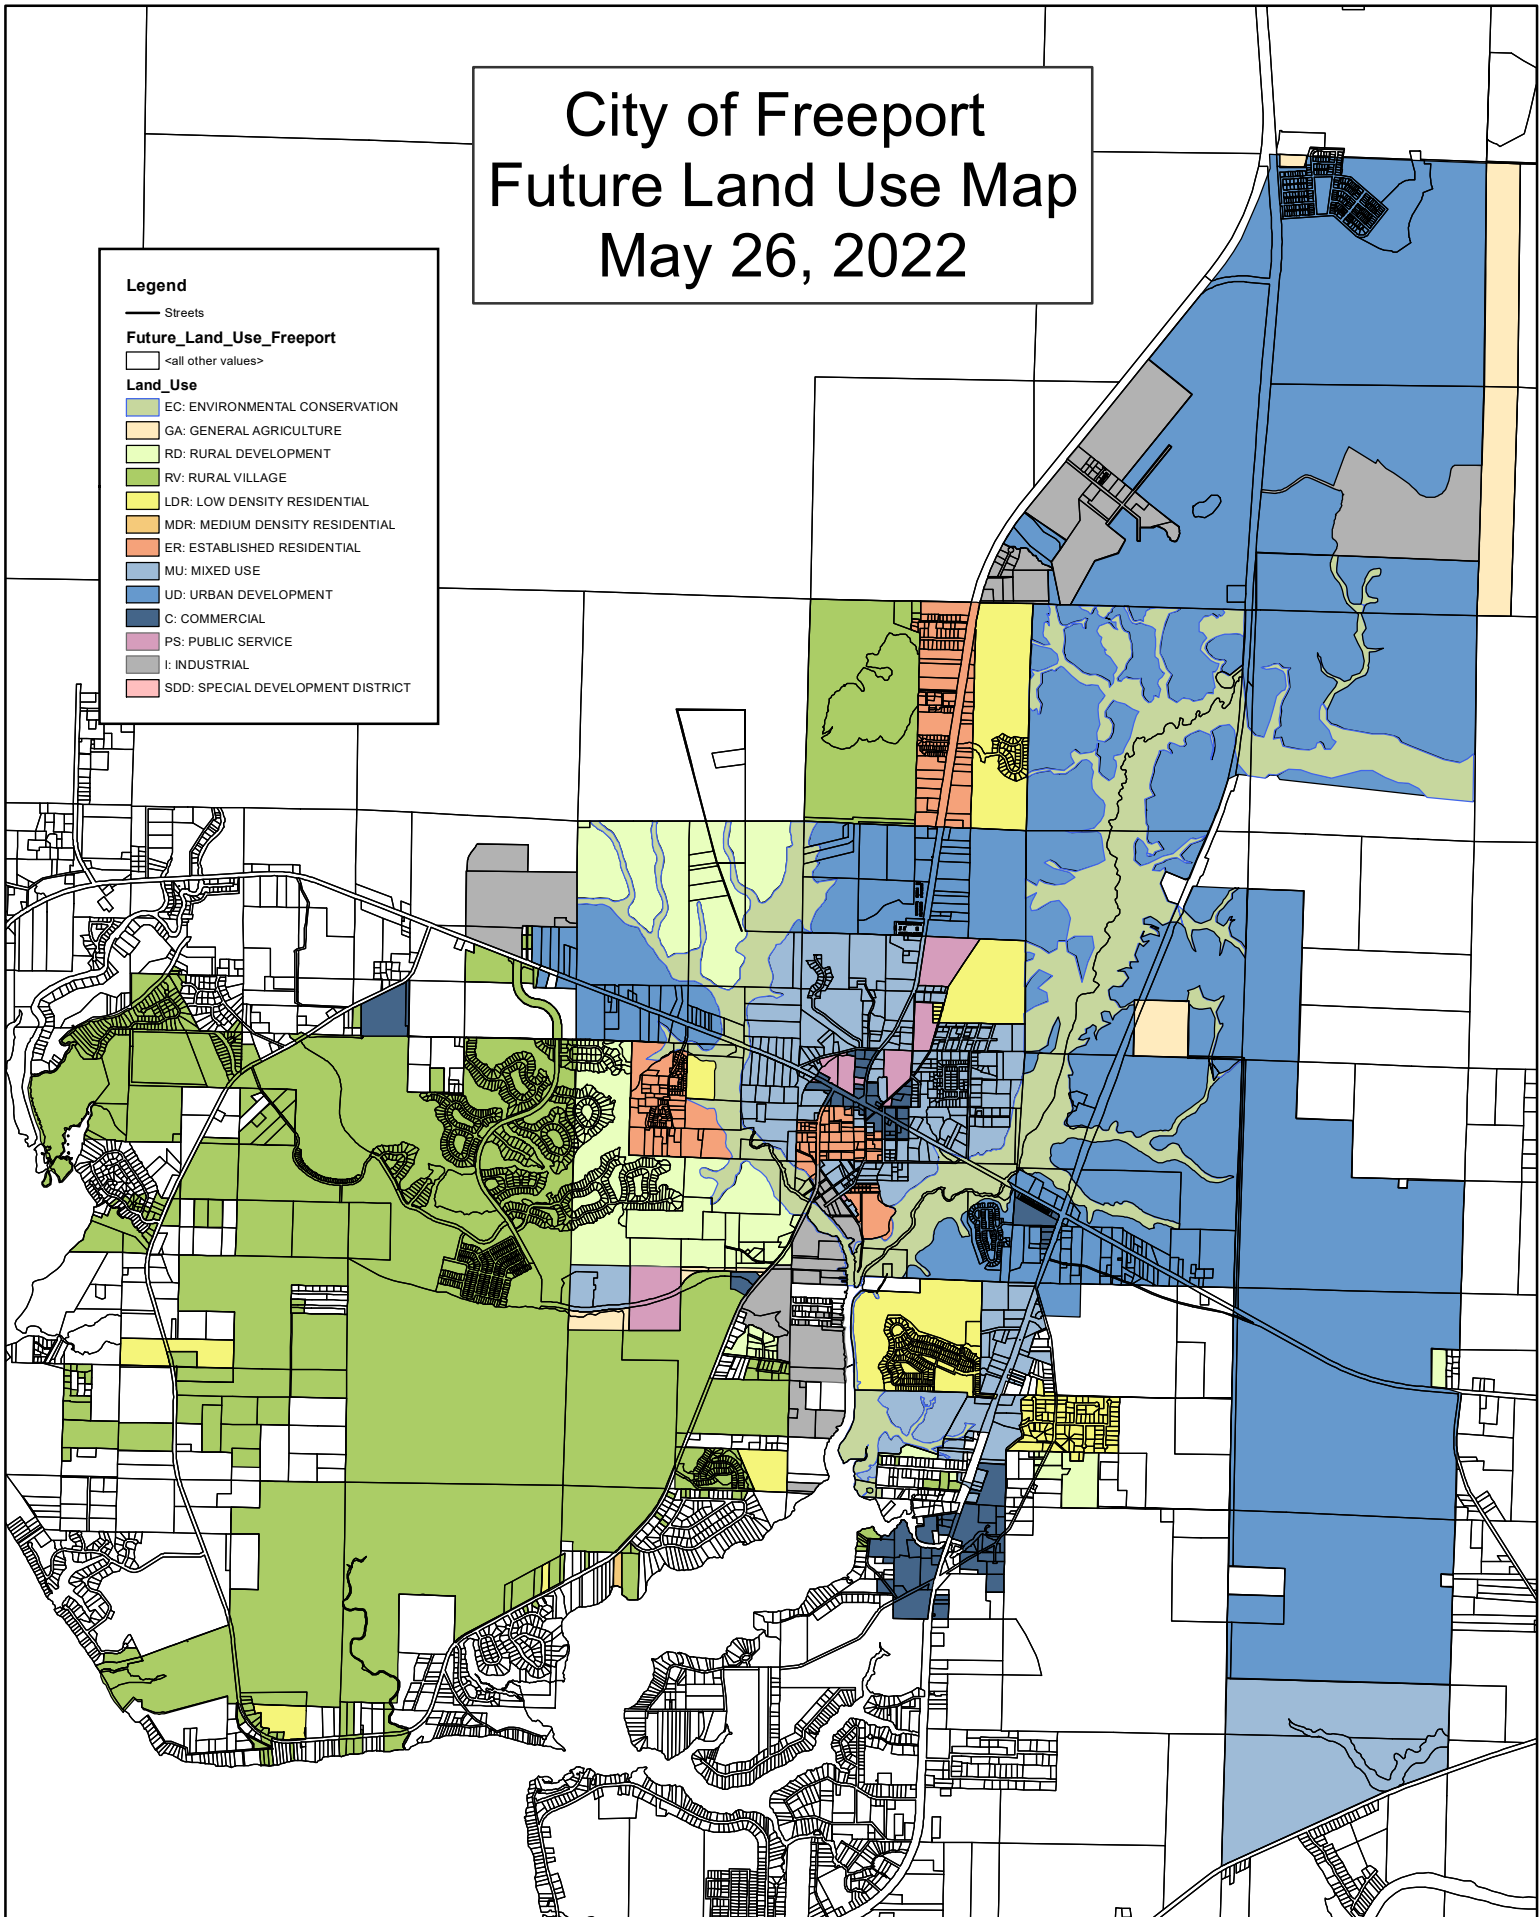 City of Freeport
Future Land Use Map
May 26, 2022
Legend
Streets
Future_Land_Use_Freeport
<all other values>
Land_Use
EC: ENVIRONMENTAL CONSERVATION
GA: GENERAL AGRICULTURE
RD: RURAL DEVELOPMENT
RV: RURAL VILLAGE
LDR: LOW DENSITY RESIDENTIAL
MDR: MEDIUM DENSITY RESIDENTIAL
ER: ESTABLISHED RESIDENTIAL
MU: MIXED USE
UD: URBAN DEVELOPMENT
C: COMMERCIAL
PS: PUBLIC SERVICE
I: INDUSTRIAL
SDD: SPECIAL DEVELOPMENT DISTRICT